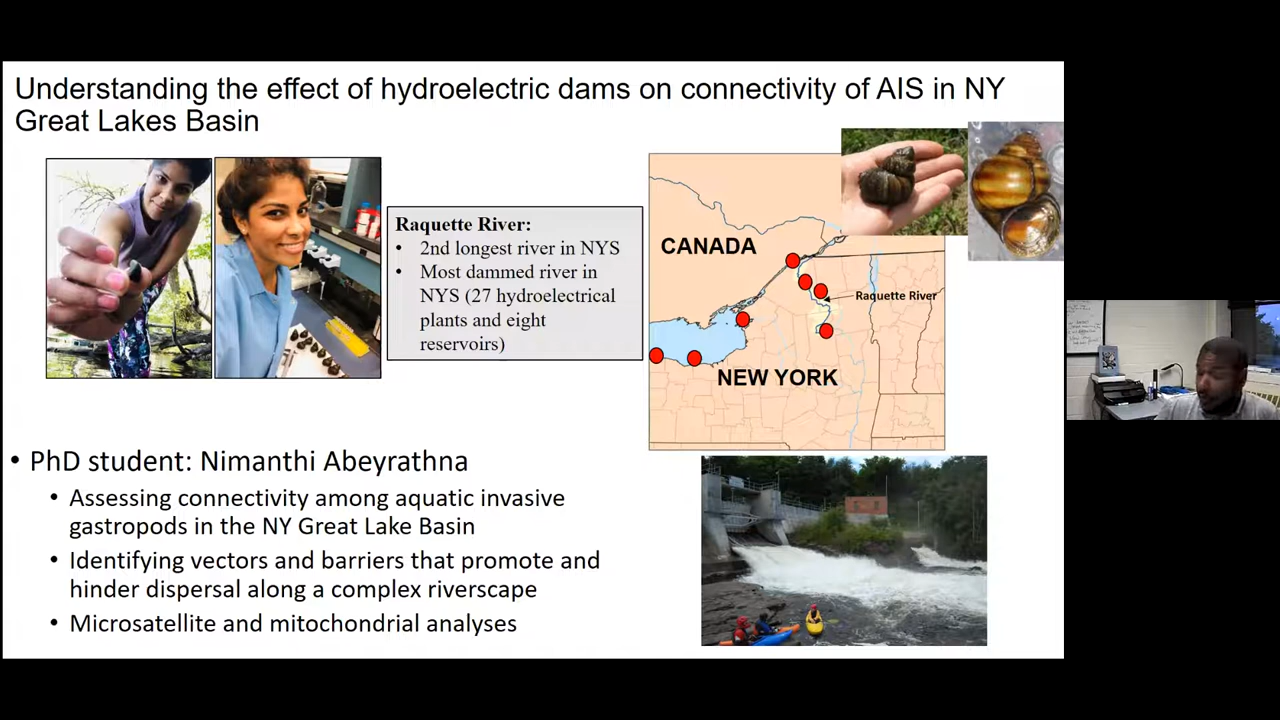 Understanding the effect of hydroelectric dams on connectivity of AIS in NY
Great Lakes Basin
Raquette River:
• 2nd longest river in NYS
• Most dammed river in
NYS (27 hydroelectrical
plants and eight
reservoirs)
CANADA
Raquette River
NEW YORK
• PhD student: Nimanthi Abeyrathna
• Assessing connectivity among aquatic invasive
gastropods in the NY Great Lake Basin
• Identifying vectors and barriers that promote and
hinder dispersal along a complex riverscape
• Microsatellite and mitochondrial analyses